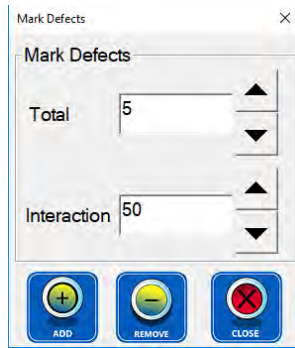 Mark Defects
Mark Defects
Total 5
Interaction 50
ADD REMOVE CLOSE